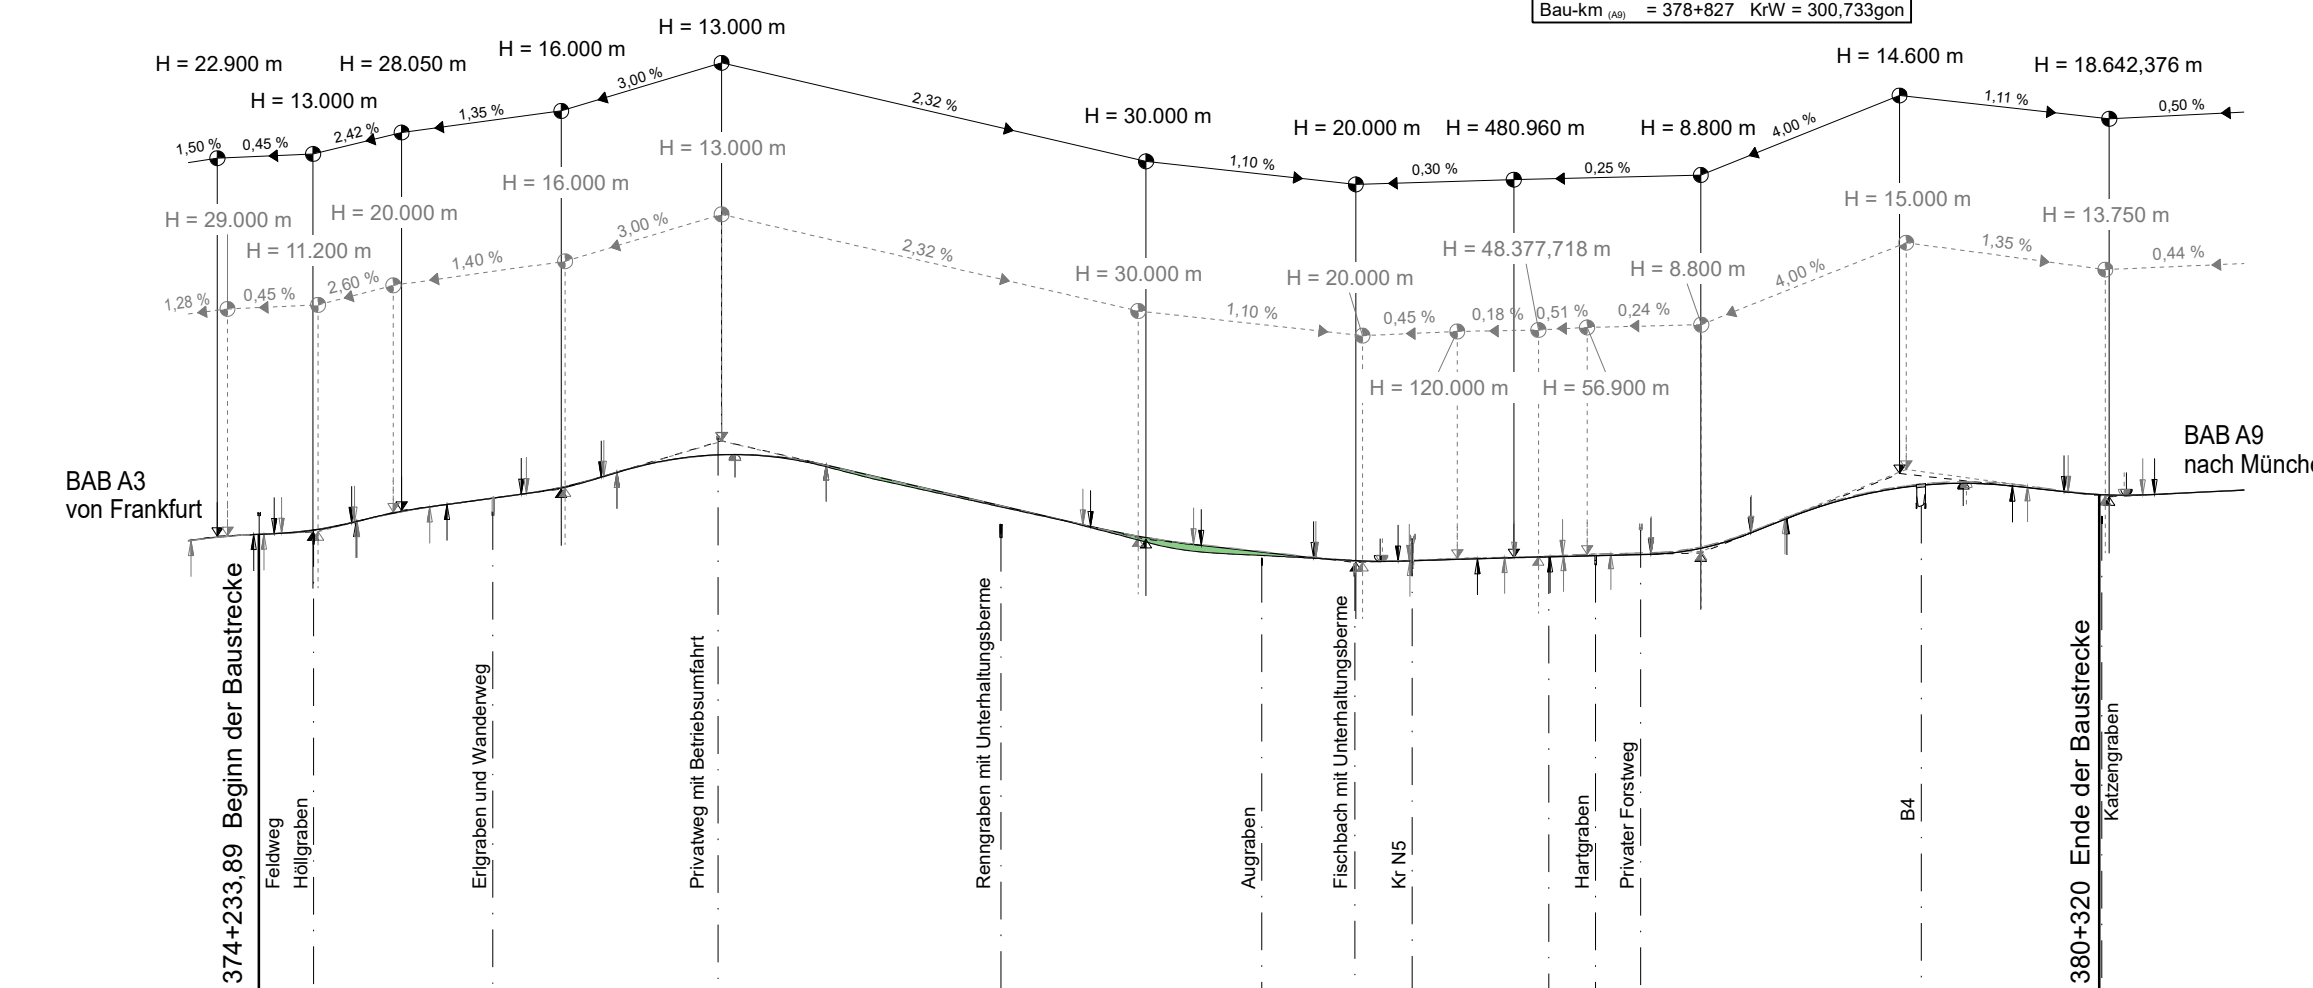 Bau-km (A9) = 378+827 KrW = 300,733gon
H = 22.900 m
H = 13.000 m
H = 28.050 m
H = 16.000 m
H = 13.000 m
H = 30.000 m
H = 20.000 m
H = 480.960 m
H = 8.800 m
H = 14.600 m
H = 18.642,376 m
1,50 %
0,45 %
2,42 %
1,35 %
3,00 %
2,32 %
1,10 %
0,30 %
0,25 %
4,00 %
1,11 %
0,50 %
H = 29.000 m
H = 11.200 m
H = 20.000 m
H = 16.000 m
H = 13.000 m
H = 30.000 m
H = 20.000 m
H = 48.377,718 m
H = 8.800 m
H = 15.000 m
H = 13.750 m
1,28 %
0,45 %
2,60 %
1,40 %
3,00 %
2,32 %
1,10 %
0,45 %
0,18 %
0,51 %
0,24 %
4,00 %
1,35 %
0,44 %
H = 120.000 m
H = 56.900 m
BAB A3
von Frankfurt
BAB A9
nach Münche
374+233,89 Beginn der Baustrecke
Feldweg
Höllgraben
Erlgraben und Wanderweg
Privatweg mit Betriebsumfahrt
Renngraben mit Unterhaltungsberme
Augraben
Fischbach mit Unterhaltungsberme
Kr N5
Hartgraben
Privater Forstweg
B4
380+320 Ende der Baustrecke
Katzengraben